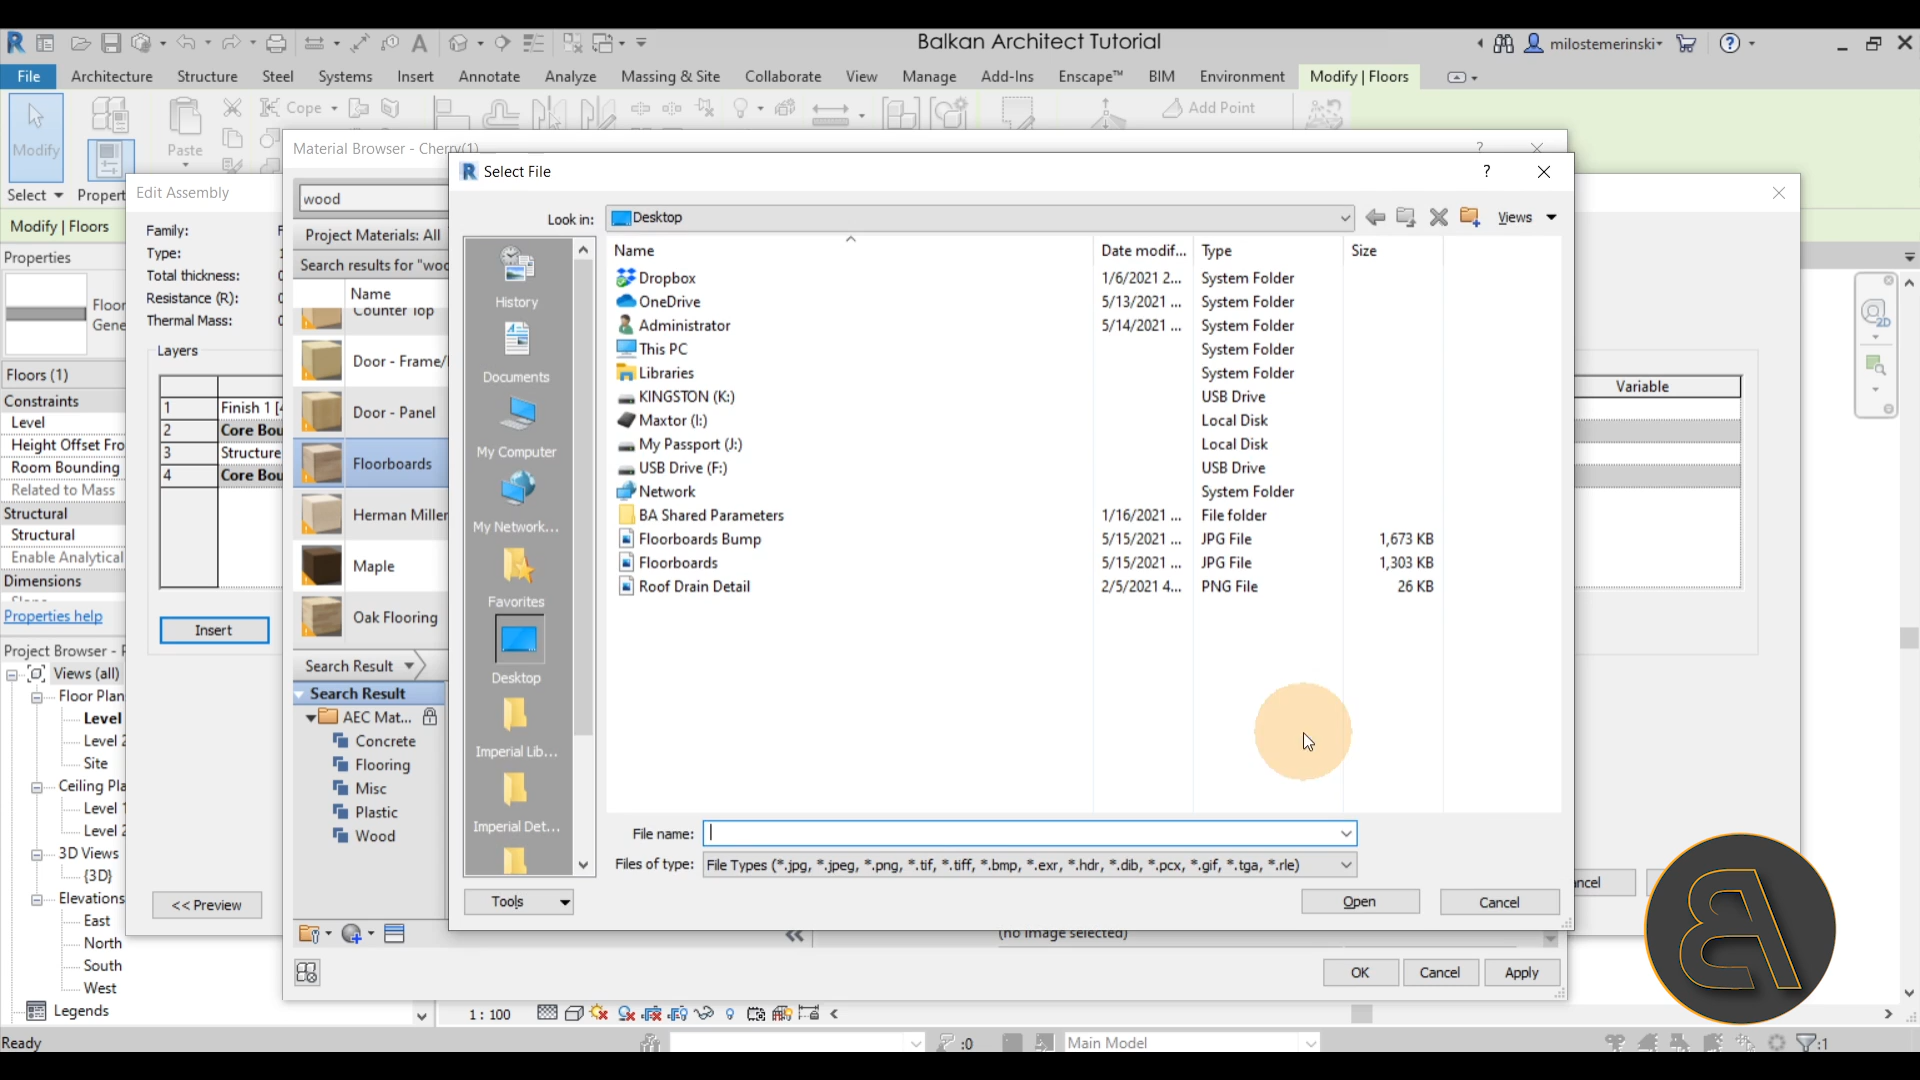 Balkan Architect Tutorial
milostemerinski
File Architecture Structure Steel Systems Insert Annotate Analyze Massing & Site Collaborate View Manage Add-Ins Enscape™ BIM Environment Modify | Floors
Modify
Paste
Cope
Add Point
Select
Propert
Modify | Floors
Properties
Floor
Gene
Floors (1)
Constraints
Level
Height Offset Fro
Room Bounding
Related to Mass
Structural
Structural
Enable Analytical
Dimensions
Properties help
Project Browser -
Views (all)
Floor Plan
Level
Level 2
Site
Ceiling Pla
Level 1
Level 2
3D Views
{3D}
Elevations
East
North
South
West
Legends
Edit Assembly
Family:
Type:
Total thickness:
Resistance (R):
Thermal Mass:
Layers
1 Finish 1 [4
2 Core Bou
3 Structure
4 Core Bou
Variable
Insert
<< Preview
ncel
Material Browser - Cherry(1)
wood
Project Materials: All
Search results for "woo
Name
Counter Top
Door - Frame/
Door - Panel
Floorboards
Herman Miller
Maple
Oak Flooring
Search Result
Search Result
AEC Mat...
Concrete
Flooring
Misc
Plastic
Wood
(no image selected)
OK Cancel Apply
Select File
?
Look in: Desktop Views
History
Documents
My Computer
My Network...
Favorites
Desktop
Imperial Lib...
Imperial Det...
Name Date modif... Type Size
Dropbox 1/6/2021 2... System Folder
OneDrive 5/13/2021 ... System Folder
Administrator 5/14/2021 ... System Folder
This PC System Folder
Libraries System Folder
KINGSTON (K:) USB Drive
Maxtor (I:) Local Disk
My Passport (J:) Local Disk
USB Drive (F:) USB Drive
Network System Folder
BA Shared Parameters 1/16/2021 ... File folder
Floorboards Bump 5/15/2021 ... JPG File 1,673 KB
Floorboards 5/15/2021 ... JPG File 1,303 KB
Roof Drain Detail 2/5/2021 4... PNG File 26 KB
File name:
Files of type: File Types (*.jpg, *.jpeg, *.png, *.tif, *.tiff, *.bmp, *.exr, *.hdr, *.dib, *.pcx, *.gif, *.tga, *.rle)
Tools Open Cancel
1 : 100
Ready
:0
Main Model
:1